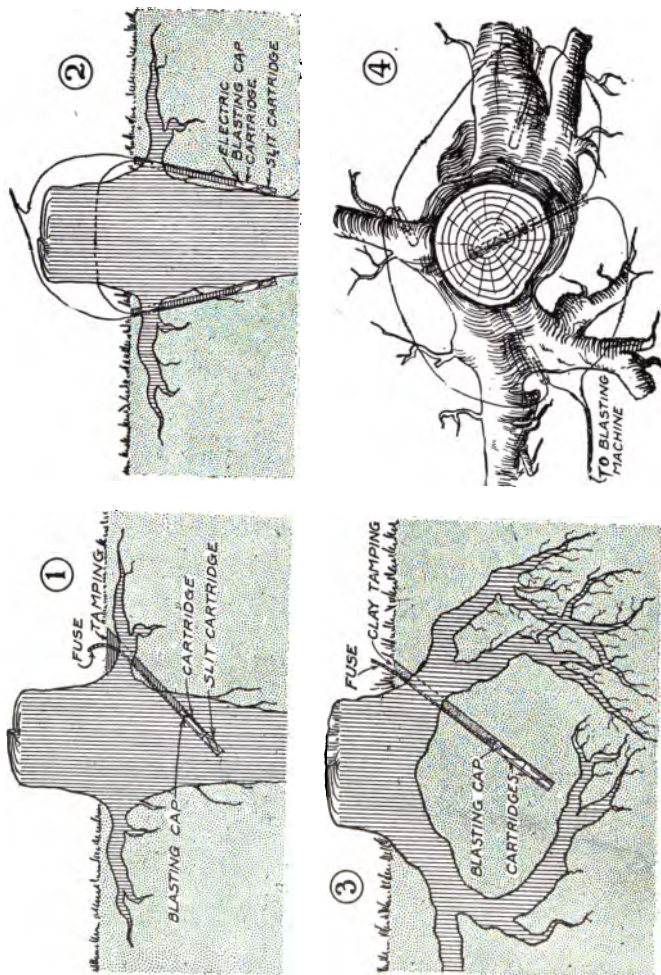 ①
FUSE
TAMPING
CARTRIDGE
SLIT CARTRIDGE
BLASTING CAP
②
ELECTRIC
BLASTING CAP
CARTRIDGE
SLIT CARTRIDGE
③
FUSE
CLAY TAMPING
BLASTING CAP
CARTRIDGES
④
TO BLASTING
MACHINE